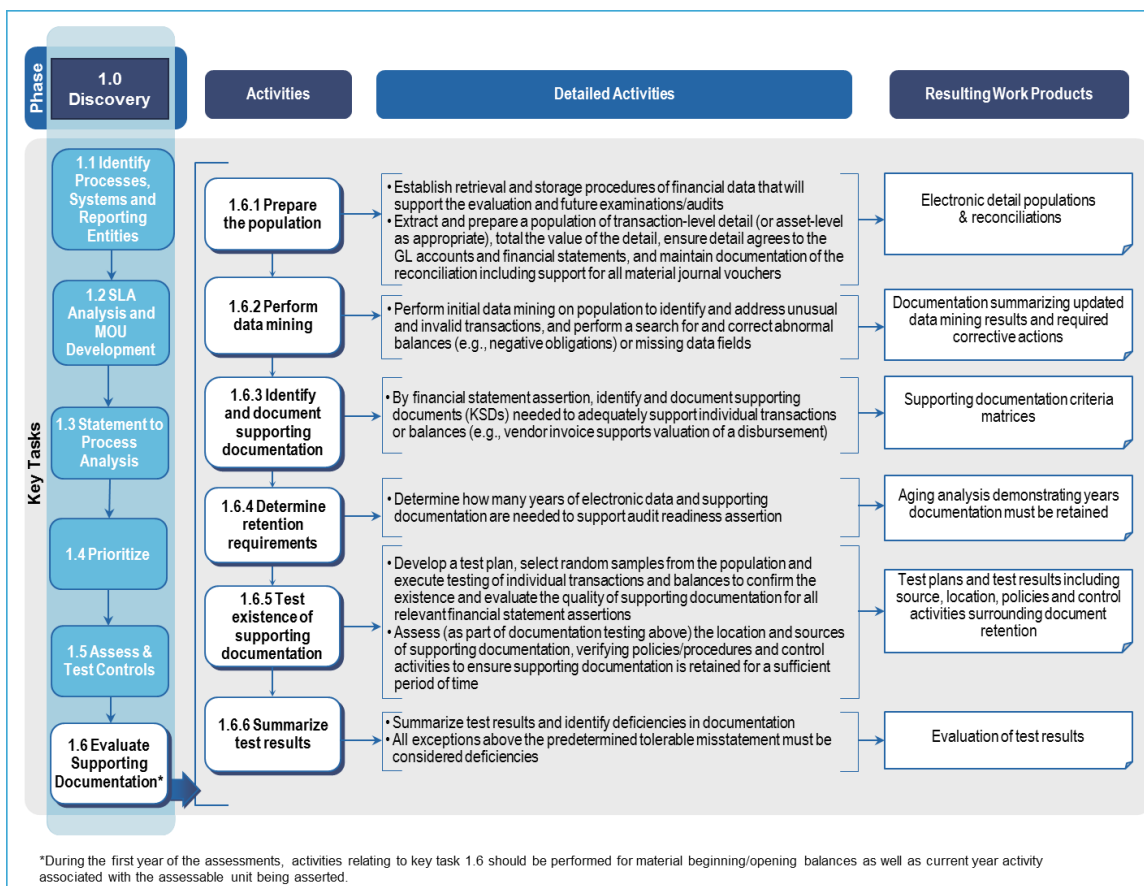 Phase
1.0
Discovery
Activities
Detailed Activities
Resulting Work Products
Key Tasks
1.1 Identify
Processes,
Systems and
Reporting
Entities
1.2 SLA
Analysis and
MOU
Development
1.3 Statement to
Process
Analysis
1.4 Prioritize
1.5 Assess &
Test Controls
1.6 Evaluate
Supporting
Documentation*
1.6.1 Prepare
the population
• Establish retrieval and storage procedures of financial data that will
support the evaluation and future examinations/audits
• Extract and prepare a population of transaction-level detail (or asset-level
as appropriate), total the value of the detail, ensure detail agrees to the
GL accounts and financial statements, and maintain documentation of the
reconciliation including support for all material journal vouchers
Electronic detail populations
& reconciliations
1.6.2 Perform
data mining
• Perform initial data mining on population to identify and address unusual
and invalid transactions, and perform a search for and correct abnormal
balances (e.g., negative obligations) or missing data fields
Documentation summarizing updated
data mining results and required
corrective actions
1.6.3 Identify
and document
supporting
documentation
• By financial statement assertion, identify and document supporting
documents (KSDs) needed to adequately support individual transactions
or balances (e.g., vendor invoice supports valuation of a disbursement)
Supporting documentation criteria
matrices
1.6.4 Determine
retention
requirements
• Determine how many years of electronic data and supporting
documentation are needed to support audit readiness assertion
Aging analysis demonstrating years
documentation must be retained
1.6.5 Test
existence of
supporting
documentation
• Develop a test plan, select random samples from the population and
execute testing of individual transactions and balances to confirm the
existence and evaluate the quality of supporting documentation for all
relevant financial statement assertions
• Assess (as part of documentation testing above) the location and sources
of supporting documentation, verifying policies/procedures and control
activities to ensure supporting documentation is retained for a sufficient
period of time
Test plans and test results including
source, location, policies and control
activities surrounding document
retention
1.6.6 Summarize
test results
• Summarize test results and identify deficiencies in documentation
• All exceptions above the predetermined tolerable misstatement must be
considered deficiencies
Evaluation of test results
*During the first year of the assessments, activities relating to key task 1.6 should be performed for material beginning/opening balances as well as current year activity
associated with the assessable unit being asserted.